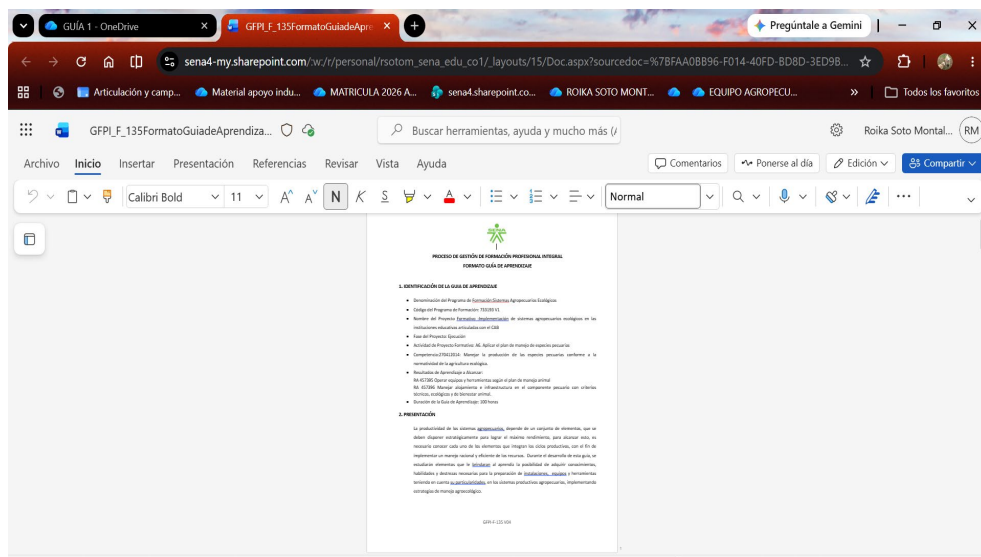 GUÍA 1 - OneDrive
GFPI_F_135FormatoGuiadeApre
Pregúntale a Gemini
sena4-my.sharepoint.com/:w:/r/personal/rsotom_sena_edu_co1/_layouts/15/Doc.aspx?sourcedoc=%7BFAA0BB96-F014-40FD-BD8D-3ED9B...
Articulación y camp... Material apoyo indu... MATRICULA 2026 A... sena4.sharepoint.co... ROIKA SOTO MONT... EQUIPO AGROPECU... » Todos los favoritos
GFPI_F_135FormatoGuiadeAprendiza... Buscar herramientas, ayuda y mucho más (A Roika Soto Montal... RM
Archivo Inicio Insertar Presentación Referencias Revisar Vista Ayuda Comentarios Ponerse al día Edición Compartir
Calibri Bold 11 A A N K S A Normal
SENA
PROCESO DE GESTIÓN DE FORMACIÓN PROFESIONAL INTEGRAL
FORMATO GUÍA DE APRENDIZAJE
1. IDENTIFICACIÓN DE LA GUIA DE APRENDIZAJE
• Denominación del Programa de Formación:Sistemas Agropecuarios Ecológicos
• Código del Programa de Formación: 733193 V1
• Nombre del Proyecto Formativo: Implementación de sistemas agropecuarios ecológicos en las
instituciones educativas articuladas con el CAB
• Fase del Proyecto: Ejecución
• Actividad de Proyecto Formativo: A6. Aplicar el plan de manejo de especies pecuarias
• Competencia:270412014: Manejar la producción de las especies pecuarias conforme a la
normatividad de la agricultura ecológica.
• Resultados de Aprendizaje a Alcanzar:
RA 457395 Operar equipos y herramientas según el plan de manejo animal
RA 457396 Manejar alojamiento e infraestructura en el componente pecuario con criterios
técnicos, ecológicos y de bienestar animal.
• Duración de la Guía de Aprendizaje: 100 horas
2. PRESENTACIÓN
La productividad de los sistemas agropecuarios, depende de un conjunto de elementos, que se
deben disponer estratégicamente para lograr el máximo rendimiento, para alcanzar esto, es
necesario conocer cada uno de los elementos que integran los ciclos productivos, con el fin de
implementar un manejo racional y eficiente de los recursos. Durante el desarrollo de esta guía, se
estudiarán elementos que le brindaran al aprendiz la posibilidad de adquirir conocimientos,
habilidades y destrezas necesarias para la preparación de instalaciones, equipos y herramientas
teniendo en cuenta su particularidades, en los sistemas productivos agropecuarios, implementando
estrategias de manejo agroecológico.
GFPI-F-135 V04